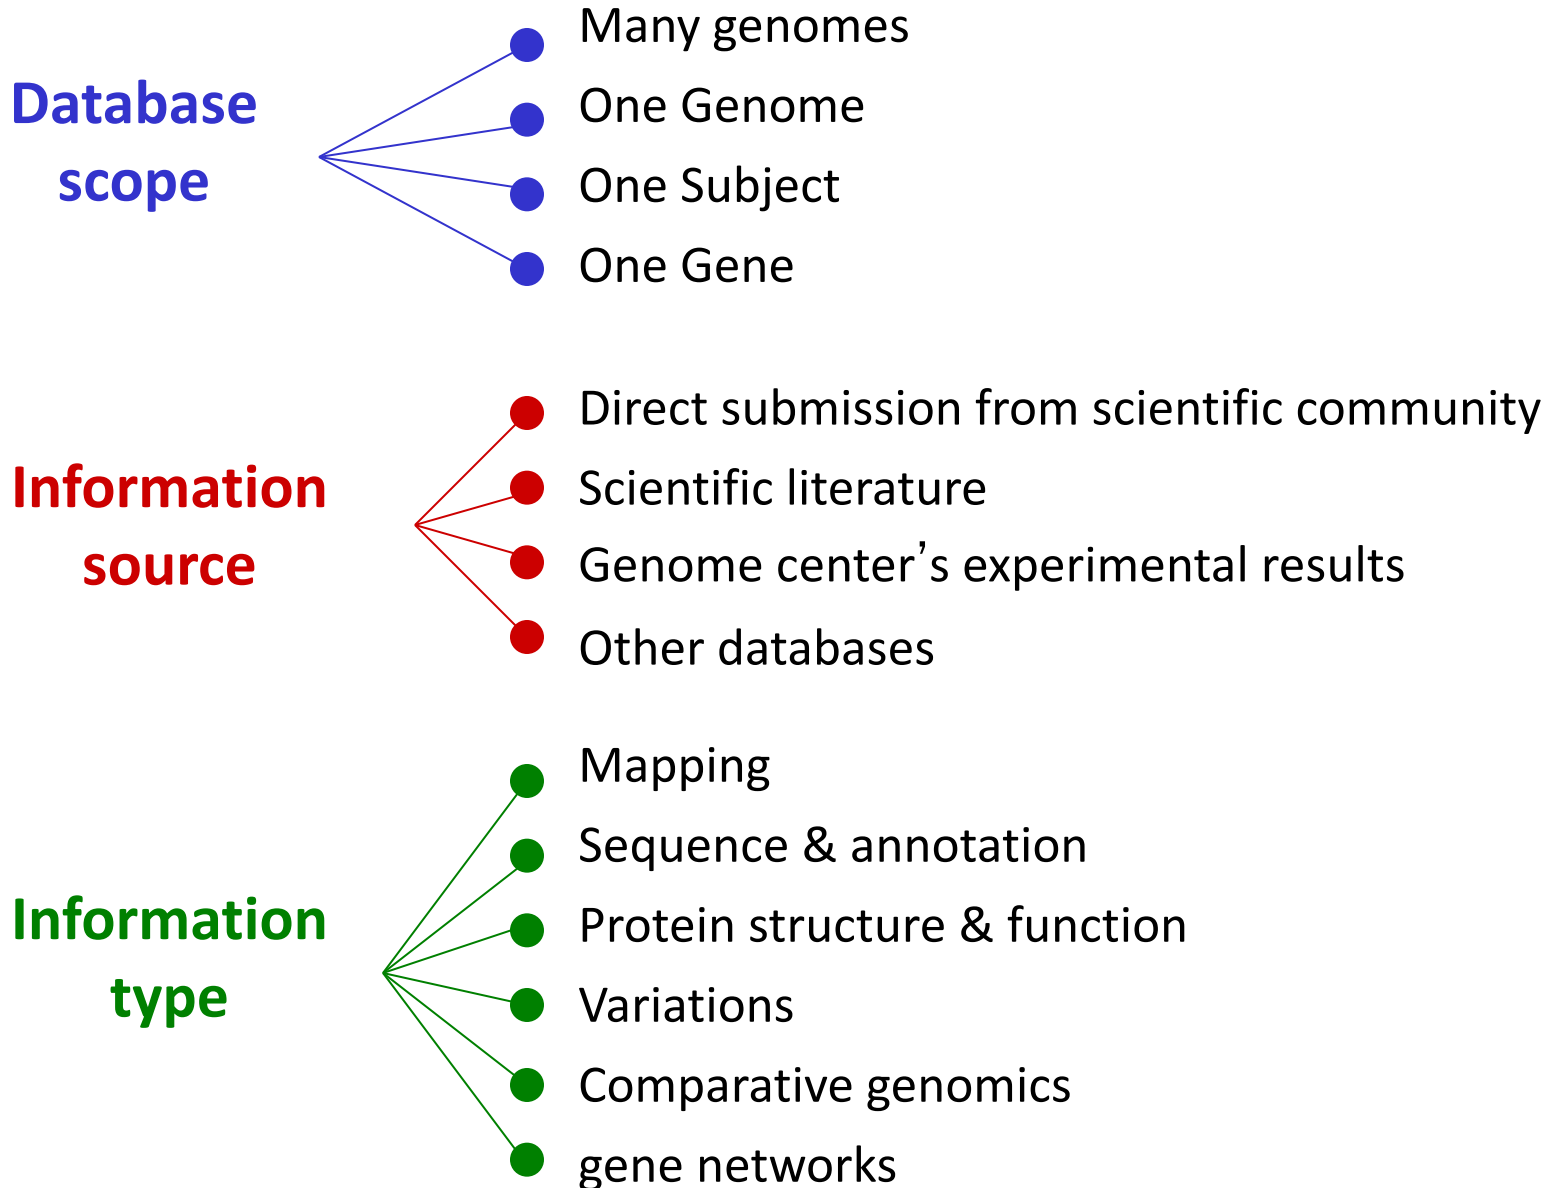 Database
scope
Many genomes
One Genome
One Subject
One Gene
Information
source
Direct submission from scientific community
Scientific literature
Genome center’s experimental results
Other databases
Information
type
Mapping
Sequence & annotation
Protein structure & function
Variations
Comparative genomics
gene networks